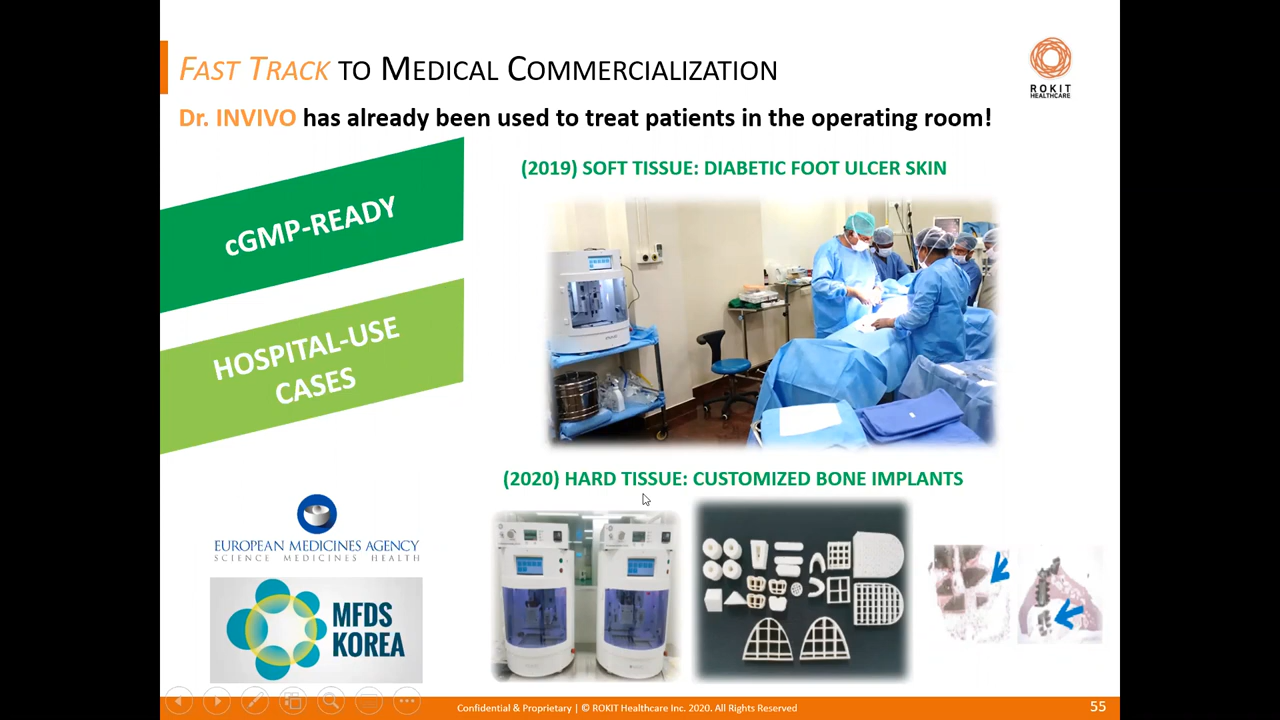 FAST TRACK TO MEDICAL COMMERCIALIZATION
ROKIT
HEALTHCARE
Dr. INVIVO has already been used to treat patients in the operating room!
cGMP-READY
HOSPITAL-USE
CASES
(2019) SOFT TISSUE: DIABETIC FOOT ULCER SKIN
(2020) HARD TISSUE: CUSTOMIZED BONE IMPLANTS
EUROPEAN MEDICINES AGENCY
SCIENCE MEDICINES HEALTH
MFDS
KOREA
Confidential & Proprietary | © ROKIT Healthcare Inc. 2020. All Rights Reserved
55